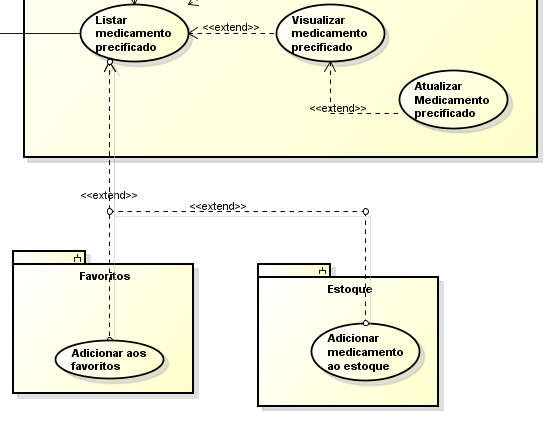 Listar
medicamento
precificado
<<extend>>
Visualizar
medicamento
precificado
<<extend>>
Atualizar
Medicamento
precificado
<<extend>>
<<extend>>
Favoritos
Adicionar aos
favoritos
Estoque
Adicionar
medicamento
ao estoque